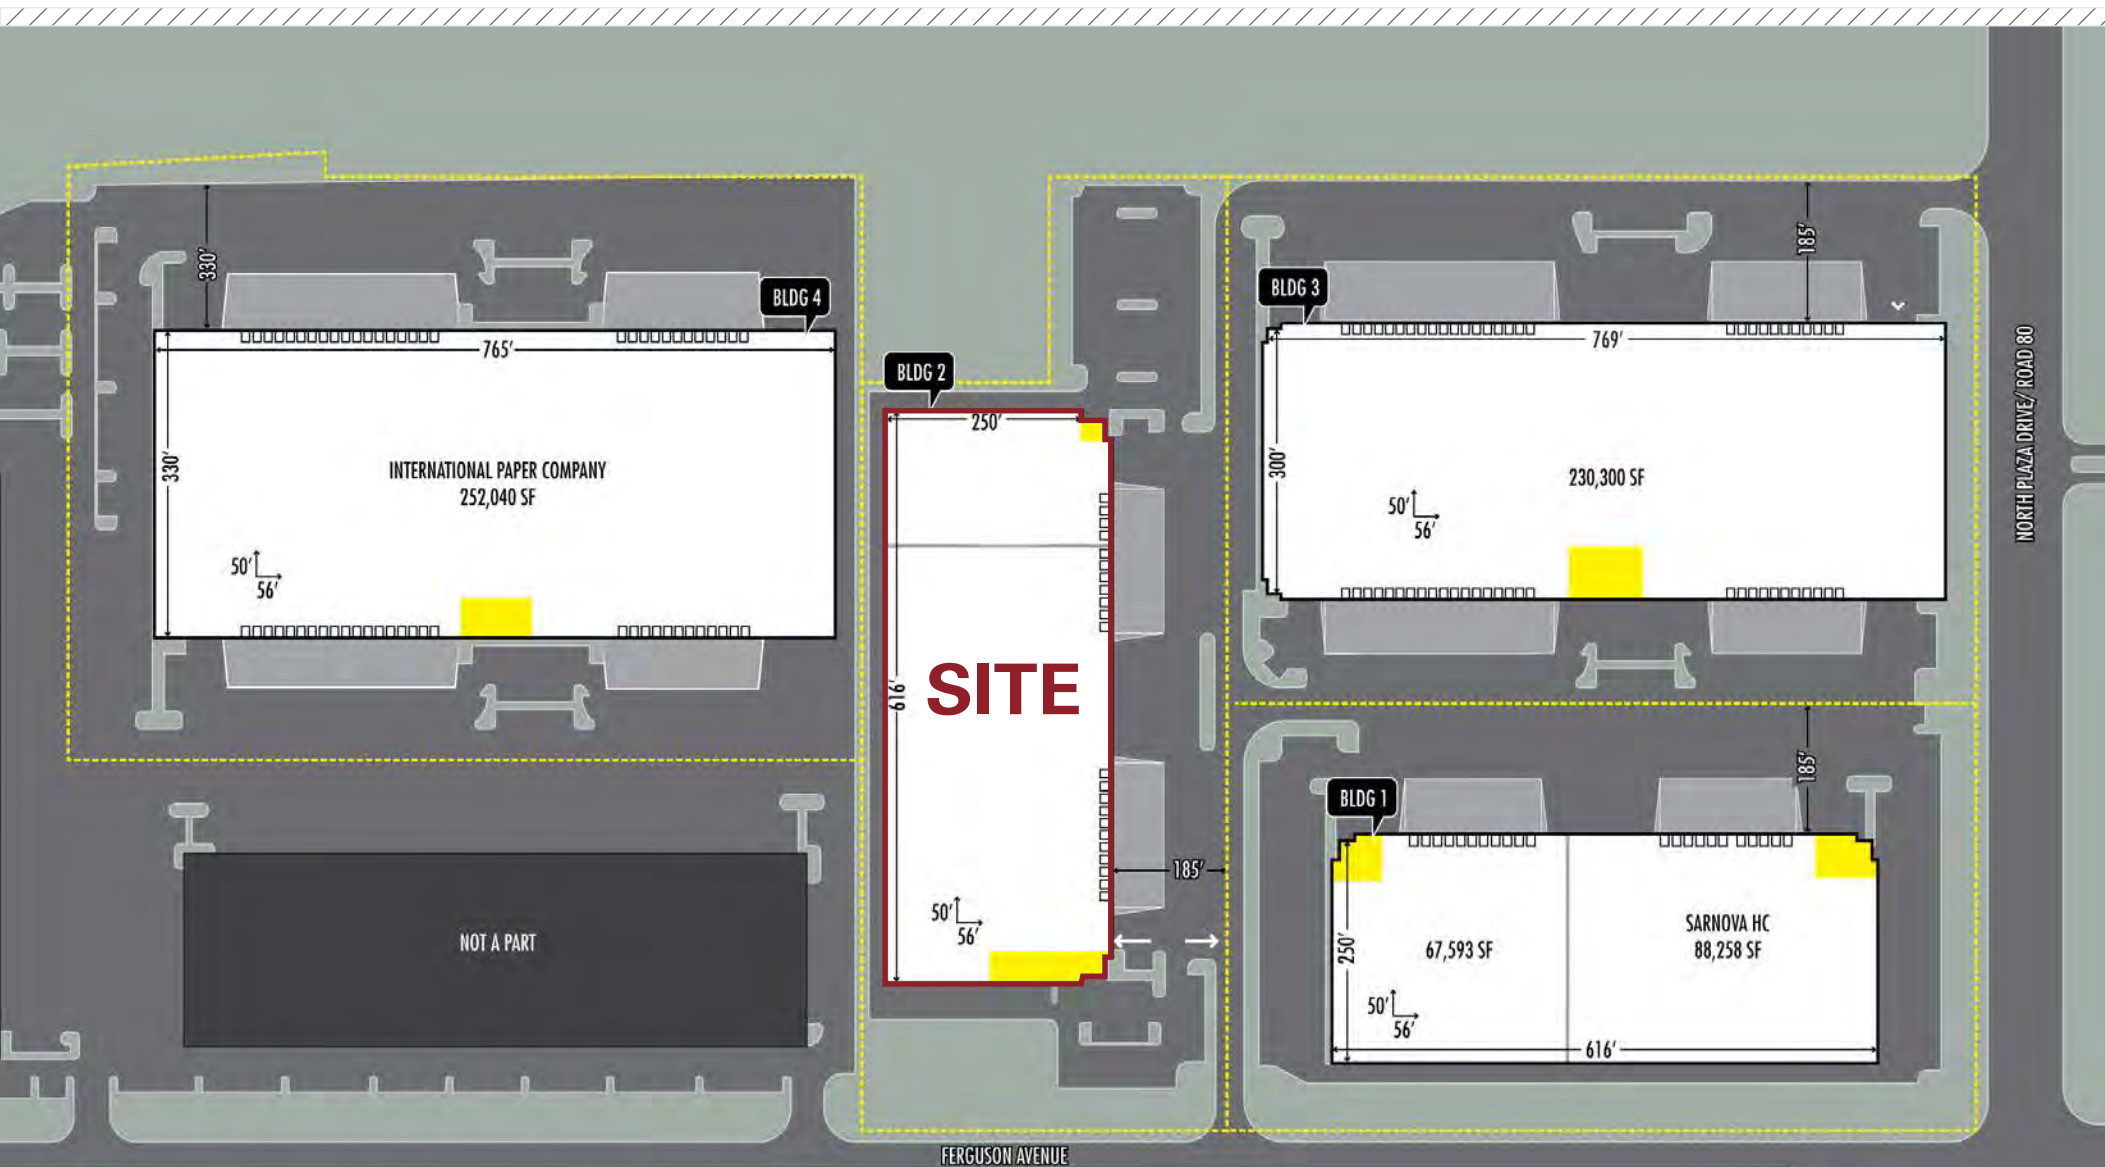 330'
BLDG 4
765'
330'
INTERNATIONAL PAPER COMPANY
252,040 SF
50'
56'
NOT A PART
BLDG 2
250'
616'
SITE
50'
56'
185'
BLDG 3
185'
769'
300'
230,300 SF
50'
56'
NORTH PLAZA DRIVE/ ROAD 80
185'
BLDG 1
250'
67,593 SF
SARNOVA HC
88,258 SF
50'
56'
616'
FERGUSON AVENUE